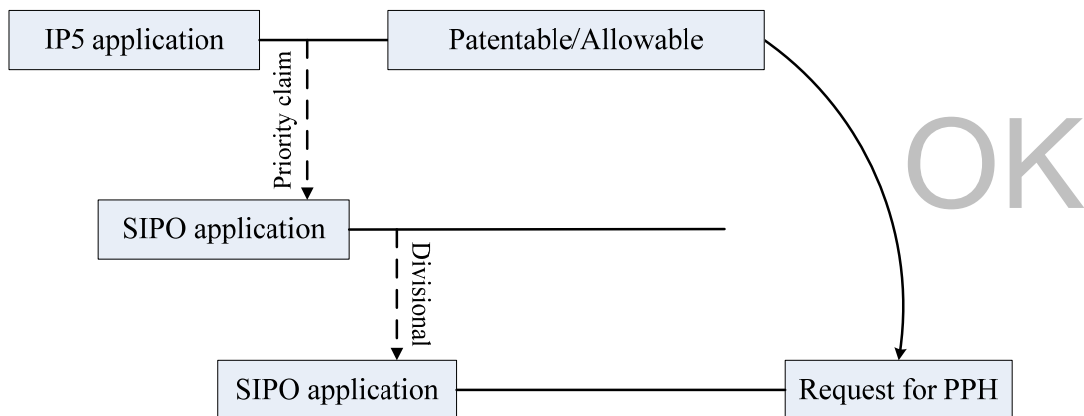 IP5 application
Patentable/Allowable
Priority claim
OK
SIPO application
Divisional
SIPO application
Request for PPH